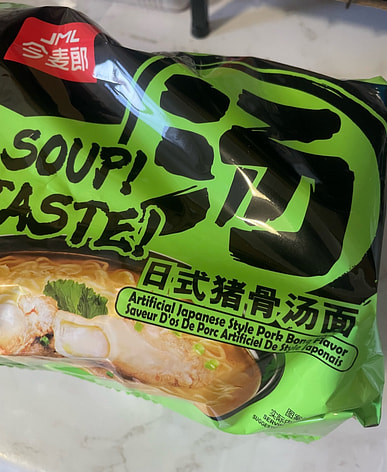 JML
今麦郎
汤
SOUP!
TASTE!
日式猪骨汤面
Artificial Japanese Style Pork Bone Flavor
Saveur D'os De Porc Artificiel De Style Japonais